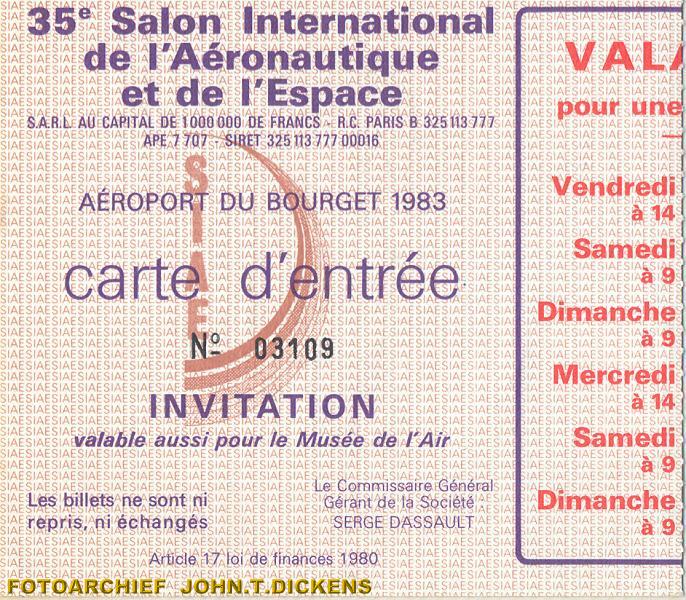 35e Salon International
de l'Aéronautique
et de l'Espace
S.A.R.L. AU CAPITAL DE 1 000 000 DE FRANCS - R.C. PARIS B 325 113 777
APE 7 707 - SIRET 325 113 777 00016
SIAE
AÉROPORT DU BOURGET 1983
carte d'entrée
Nº 03109
INVITATION
valable aussi pour le Musée de l'Air
Les billets ne sont ni
repris, ni échangés
Le Commissaire Général
Gérant de la Société
SERGE DASSAULT
Article 17 loi de finances 1980
VALA
pour une
Vendredi
à 14
Samedi
à 9
Dimanche
à 9
Mercredi
à 14
Samedi
à 9
Dimanche
à 9
FOTOARCHIEF JOHN.T.DICKENS